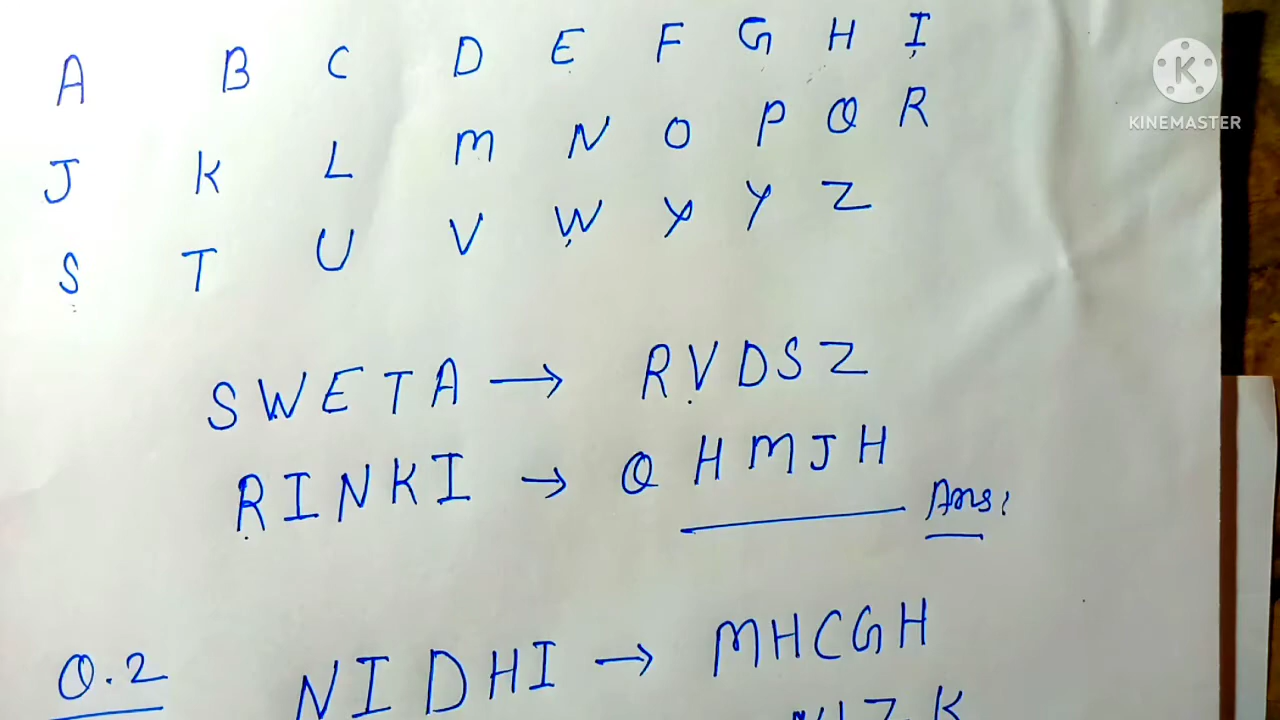 A B C D E F G H I
J K L M N O P Q R
S T U V W X Y Z
SWETA → RVDSZ
RINKI → QHMJH
Ans:
Q.2 NIDHI → MHCGH
K
KINEMASTER